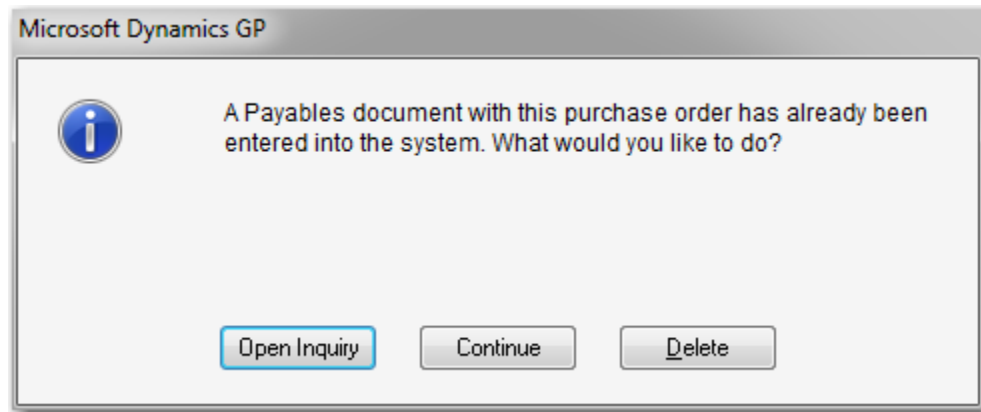 Microsoft Dynamics GP
A Payables document with this purchase order has already been
entered into the system. What would you like to do?
Open Inquiry Continue Delete